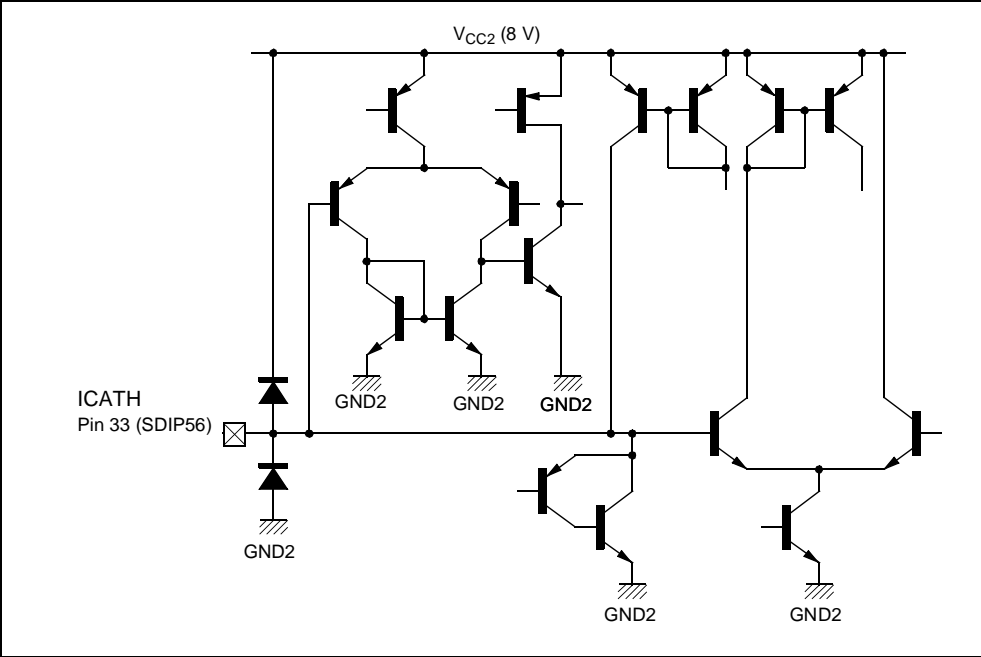 VCC2 (8 V)
ICATH
Pin 33 (SDIP56)
GND2
GND2
GND2
GND2
GND2
GND2